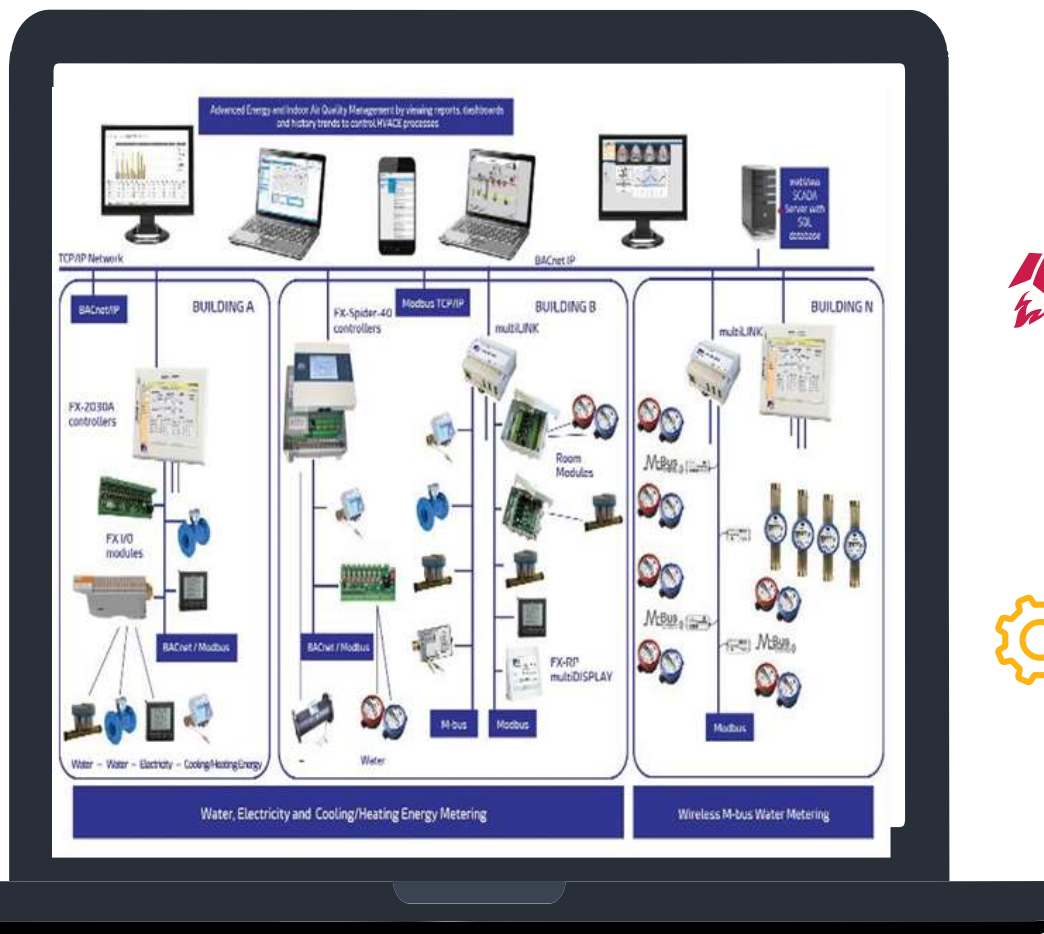 Advanced Energy and Indoor Air Quality Management by viewing reports, dashboards
and history trends to control HVACE processes
webVision
SCADA
Server with
SQL
database
TCP/IP Network
BACnet IP
BACnet/IP
BUILDING A
FX-2030A
controllers
FX I/O
modules
BACnet / Modbus
Water – Water – Electricity – Cooling/Heating Energy
FX-Spider-40
controllers
Modbus TCP/IP
BUILDING B
multiLINK
Room
Modules
BACnet / Modbus
FX-RP
multiDISPLAY
M-bus
Modbus
–
Water
BUILDING N
multiLINK
M-Bus
M-Bus
M-Bus
Modbus
Water, Electricity and Cooling/Heating Energy Metering
Wireless M-bus Water Metering